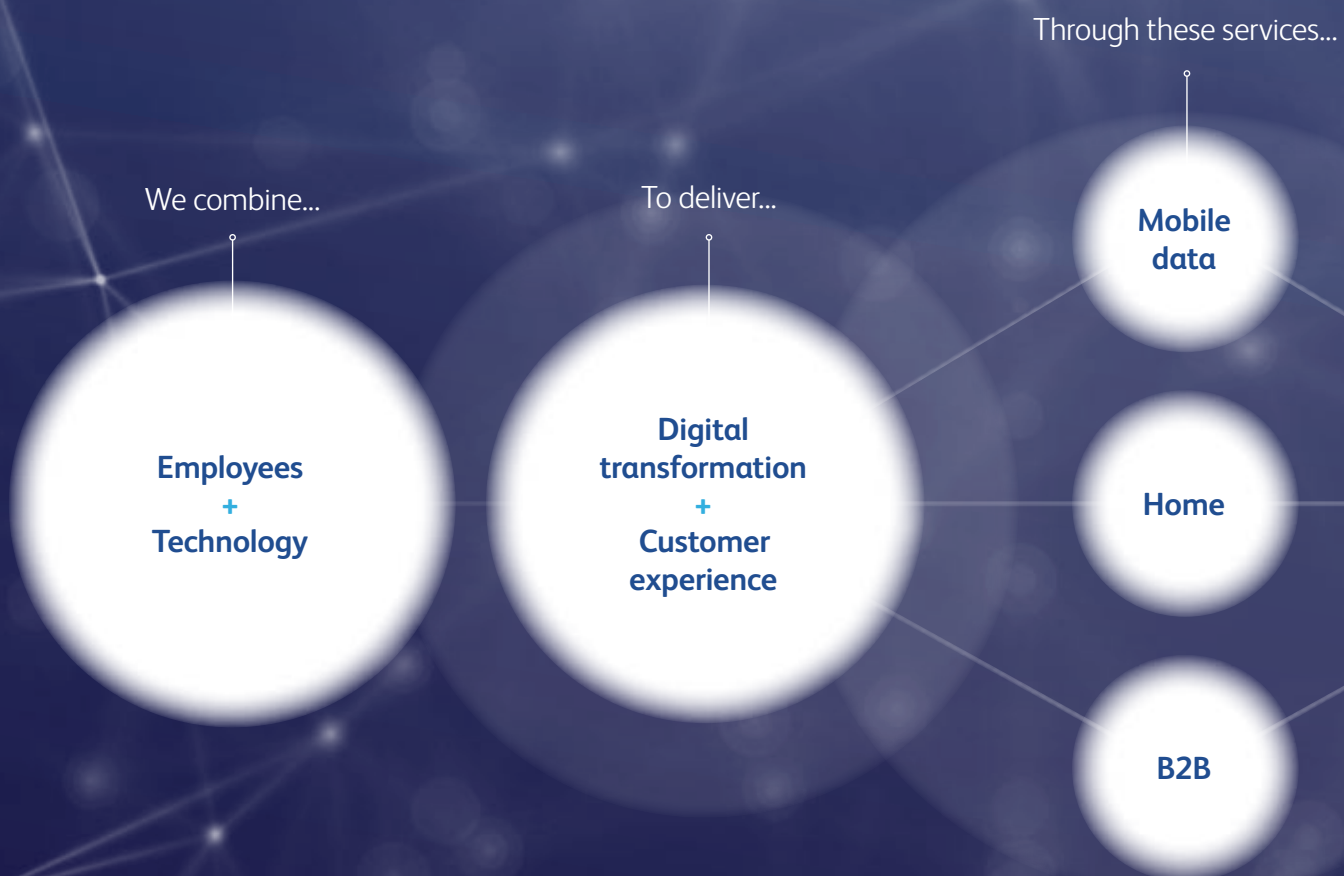 We combine...
Employees
+
Technology
To deliver...
Digital
transformation
+
Customer
experience
Through these services...
Mobile
data
Home
B2B